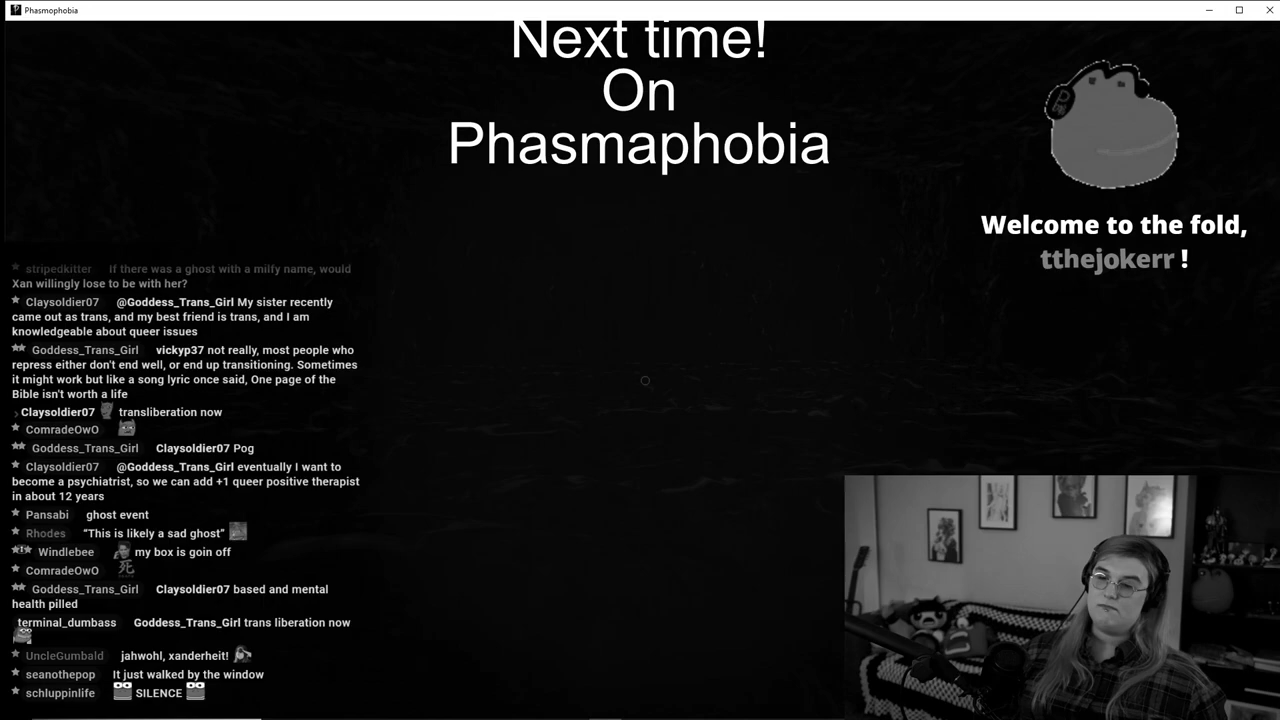 Phasmophobia
Next time!
On
Phasmaphobia
Welcome to the fold,
tthejokerr !
stripedkitter If there was a ghost with a milfy name, would
Xan willingly lose to be with her?
Claysoldier07 @Goddess_Trans_Girl My sister recently
came out as trans, and my best friend is trans, and I am
knowledgeable about queer issues
Goddess_Trans_Girl vickyp37 not really, most people who
repress either don't end well, or end up transitioning. Sometimes
it might work but like a song lyric once said, One page of the
Bible isn't worth a life
Claysoldier07 transliberation now
ComradeOwO
Goddess_Trans_Girl Claysoldier07 Pog
Claysoldier07 @Goddess_Trans_Girl eventually I want to
become a psychiatrist, so we can add +1 queer positive therapist
in about 12 years
Pansabi ghost event
Rhodes “This is likely a sad ghost”
Windlebee my box is goin off
ComradeOwO 死
Goddess_Trans_Girl Claysoldier07 based and mental
health pilled
terminal_dumbass Goddess_Trans_Girl trans liberation now
UncleGumbald jahwohl, xanderheit!
seanothepop It just walked by the window
schluppinlife SILENCE